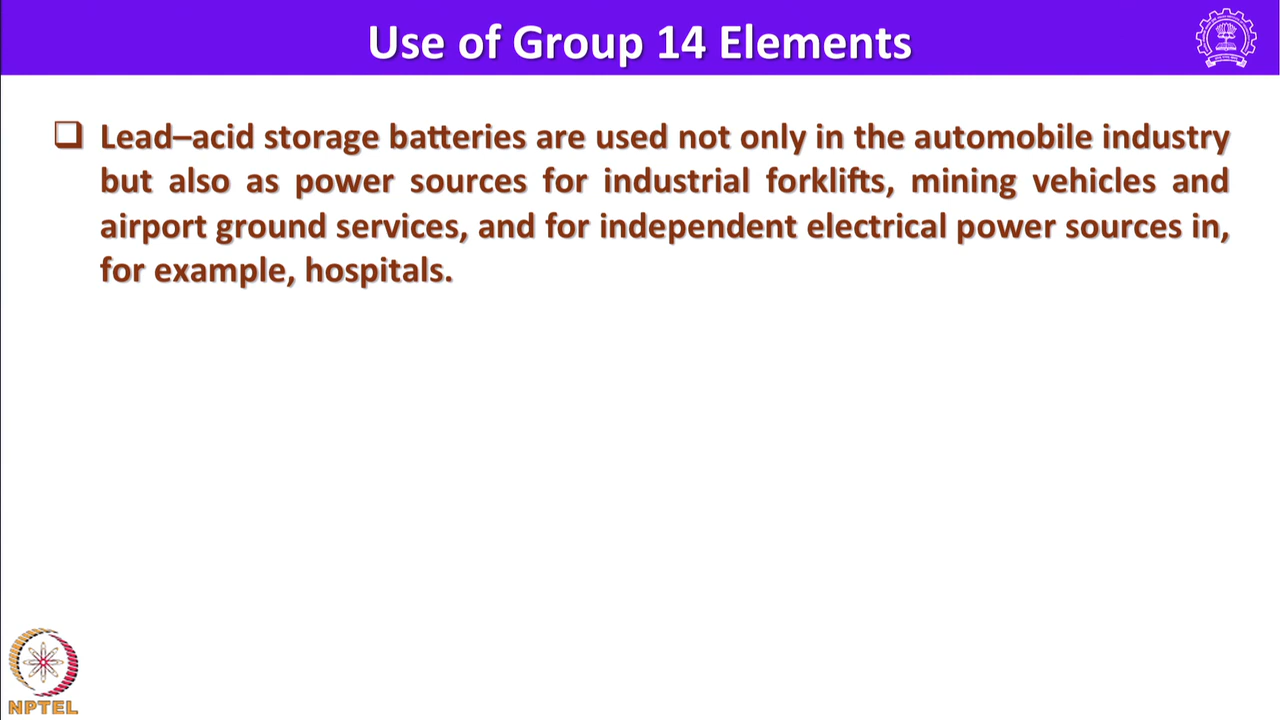 Use of Group 14 Elements
Lead–acid storage batteries are used not only in the automobile industry
but also as power sources for industrial forklifts, mining vehicles and
airport ground services, and for independent electrical power sources in,
for example, hospitals.
NPTEL